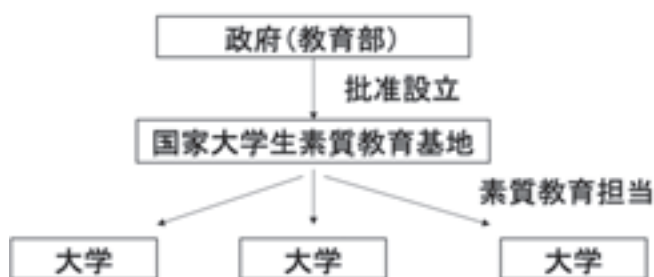 政府(教育部)
批准設立
国家大学生素質教育基地
素質教育担当
大学 大学 大学